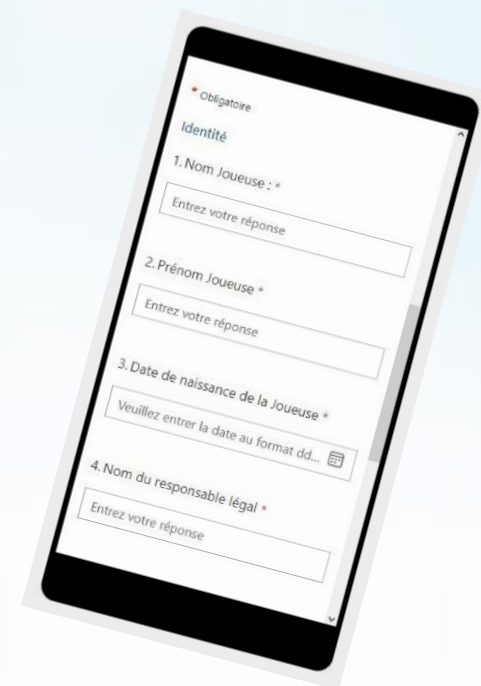 * Obligatoire
Identité
1. Nom Joueuse : *
Entrez votre réponse
2. Prénom Joueuse *
Entrez votre réponse
3. Date de naissance de la Joueuse *
Veuillez entrer la date au format dd...
4. Nom du responsable légal *
Entrez votre réponse